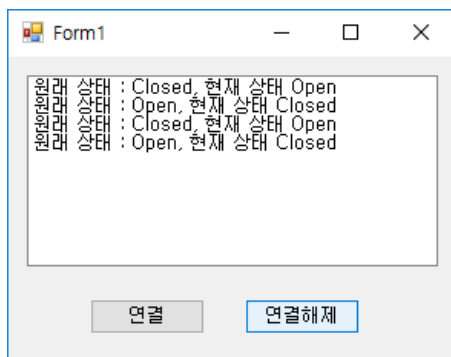 Form1
원래 상태 : Closed, 현재 상태 Open
원래 상태 : Open, 현재 상태 Closed
원래 상태 : Closed, 현재 상태 Open
원래 상태 : Open, 현재 상태 Closed
연결 연결해제